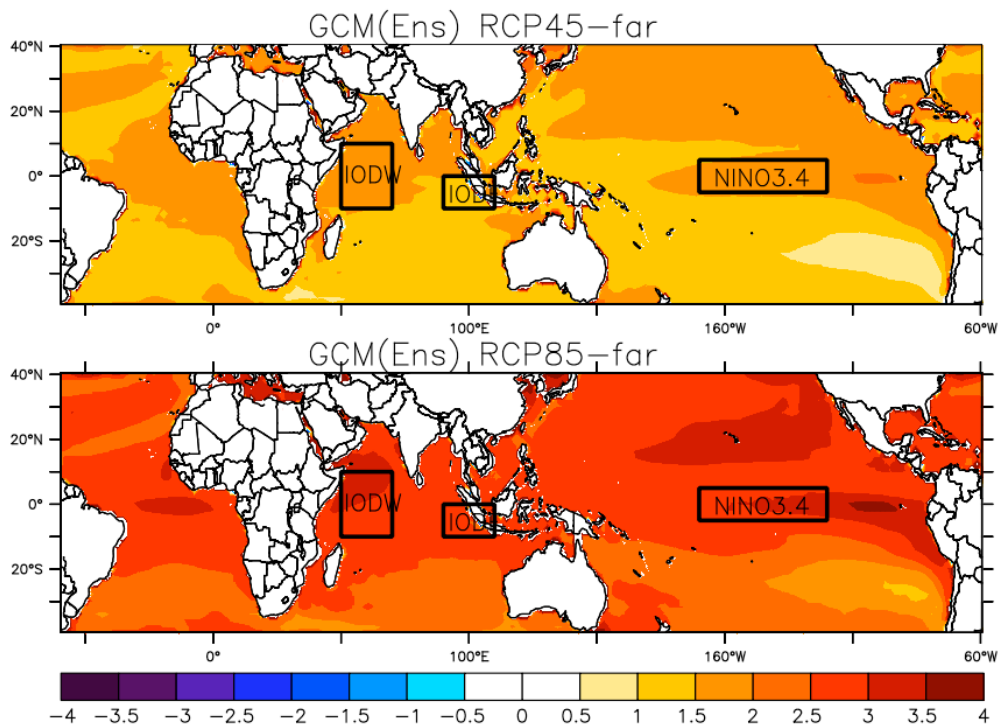 GCM(Ens) RCP45-far
40°N
20°N
0°
20°S
IODW
IOD
NINO3.4
0° 100°E 160°W 60°W
GCM(Ens) RCP85-far
40°N
20°N
0°
20°S
IODW
IOD
NINO3.4
0° 100°E 160°W 60°W
-4 -3.5 -3 -2.5 -2 -1.5 -1 -0.5 0 0.5 1 1.5 2 2.5 3 3.5 4